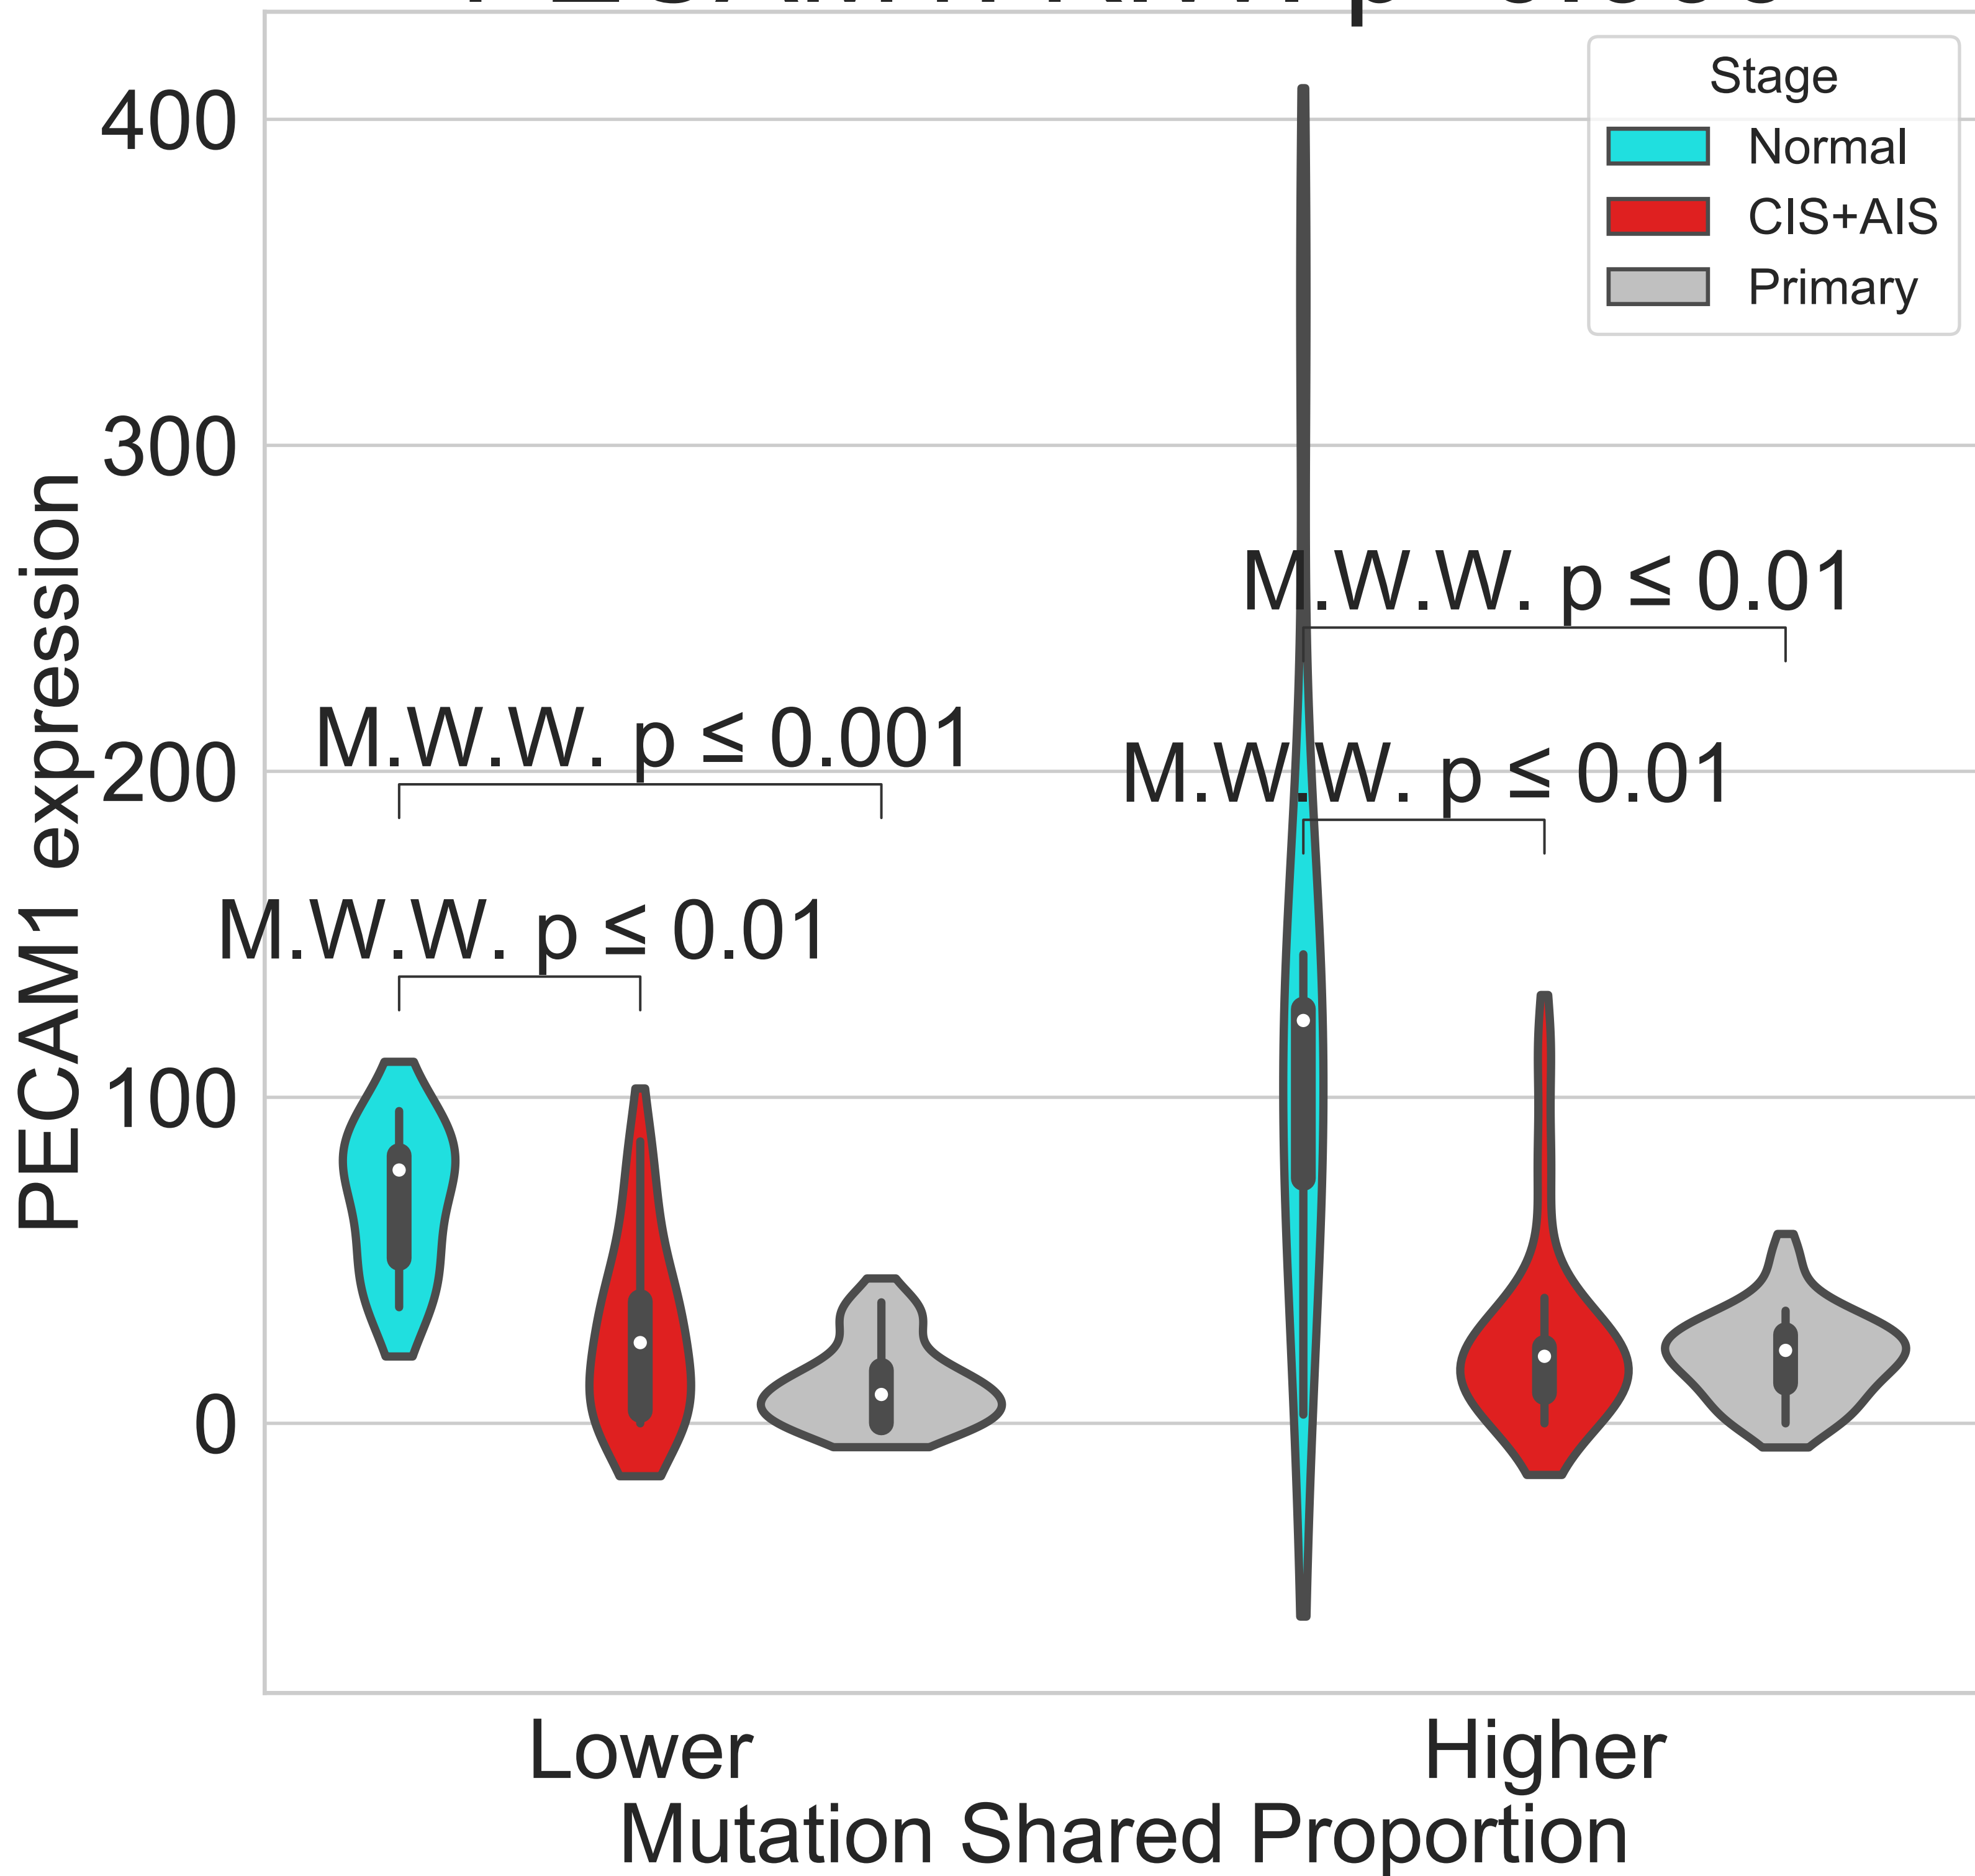 Stage
Normal
CIS+AIS
Primary
400
300
200
100
0
PECAM1 expression
M.W.W. p ≤ 0.01
M.W.W. p ≤ 0.001
M.W.W. p ≤ 0.01
M.W.W. p ≤ 0.01
Lower
Higher
Mutation Shared Proportion